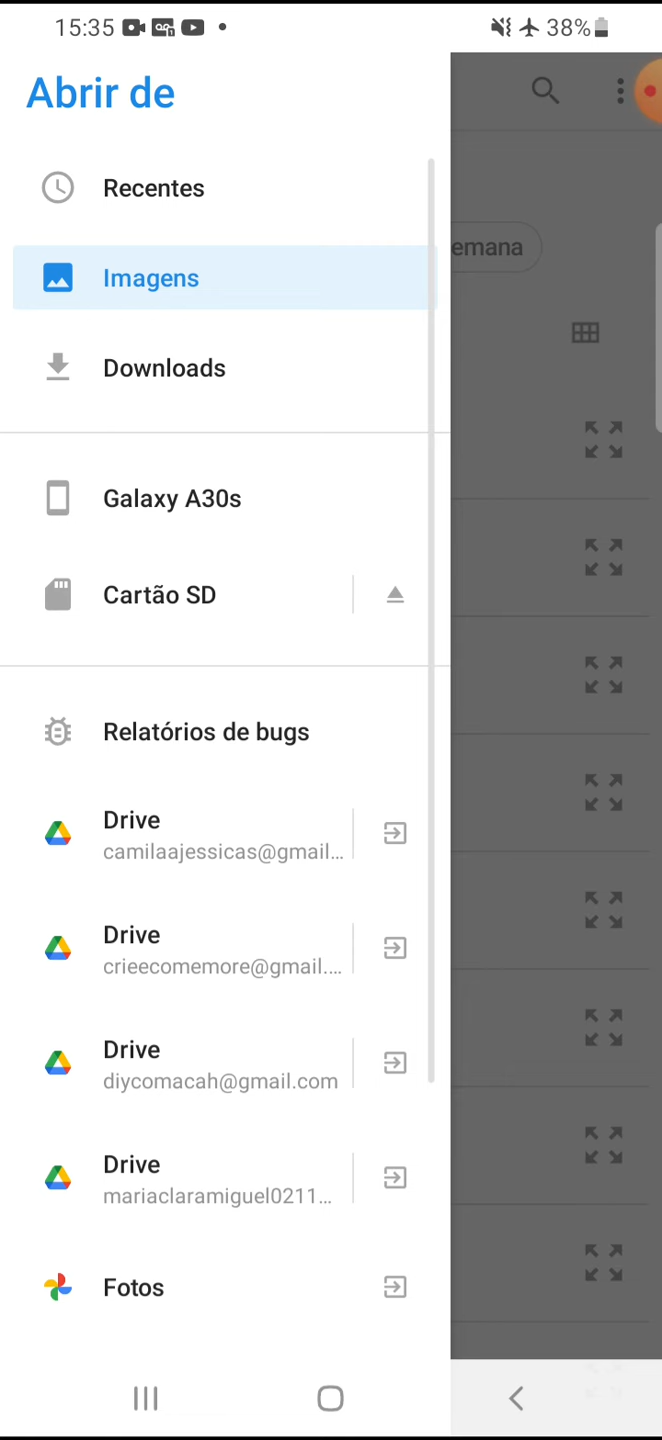 15:35
38%
Abrir de
Recentes
emana
Imagens
Downloads
Galaxy A30s
Cartão SD
Relatórios de bugs
Drive
camilaajessicas@gmail...
Drive
crieecomemore@gmail....
Drive
diycomacah@gmail.com
Drive
mariaclaramiguel0211...
Fotos